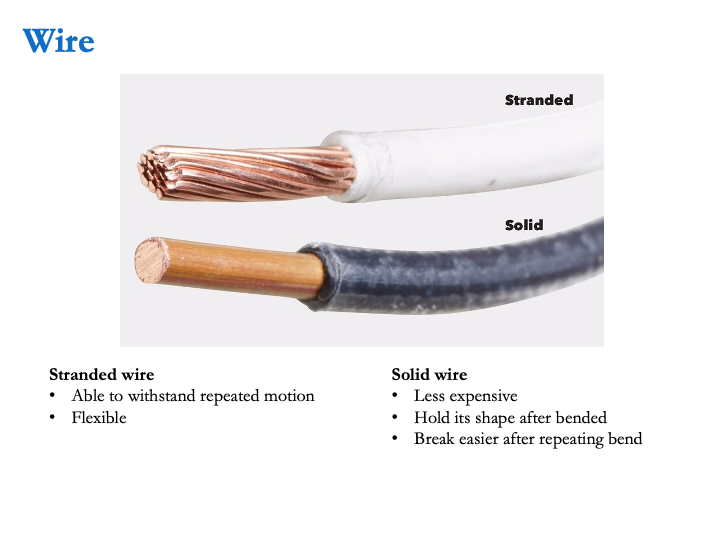 Wire
Stranded
Solid
Stranded wire
• Able to withstand repeated motion
• Flexible
Solid wire
• Less expensive
• Hold its shape after bended
• Break easier after repeating bend